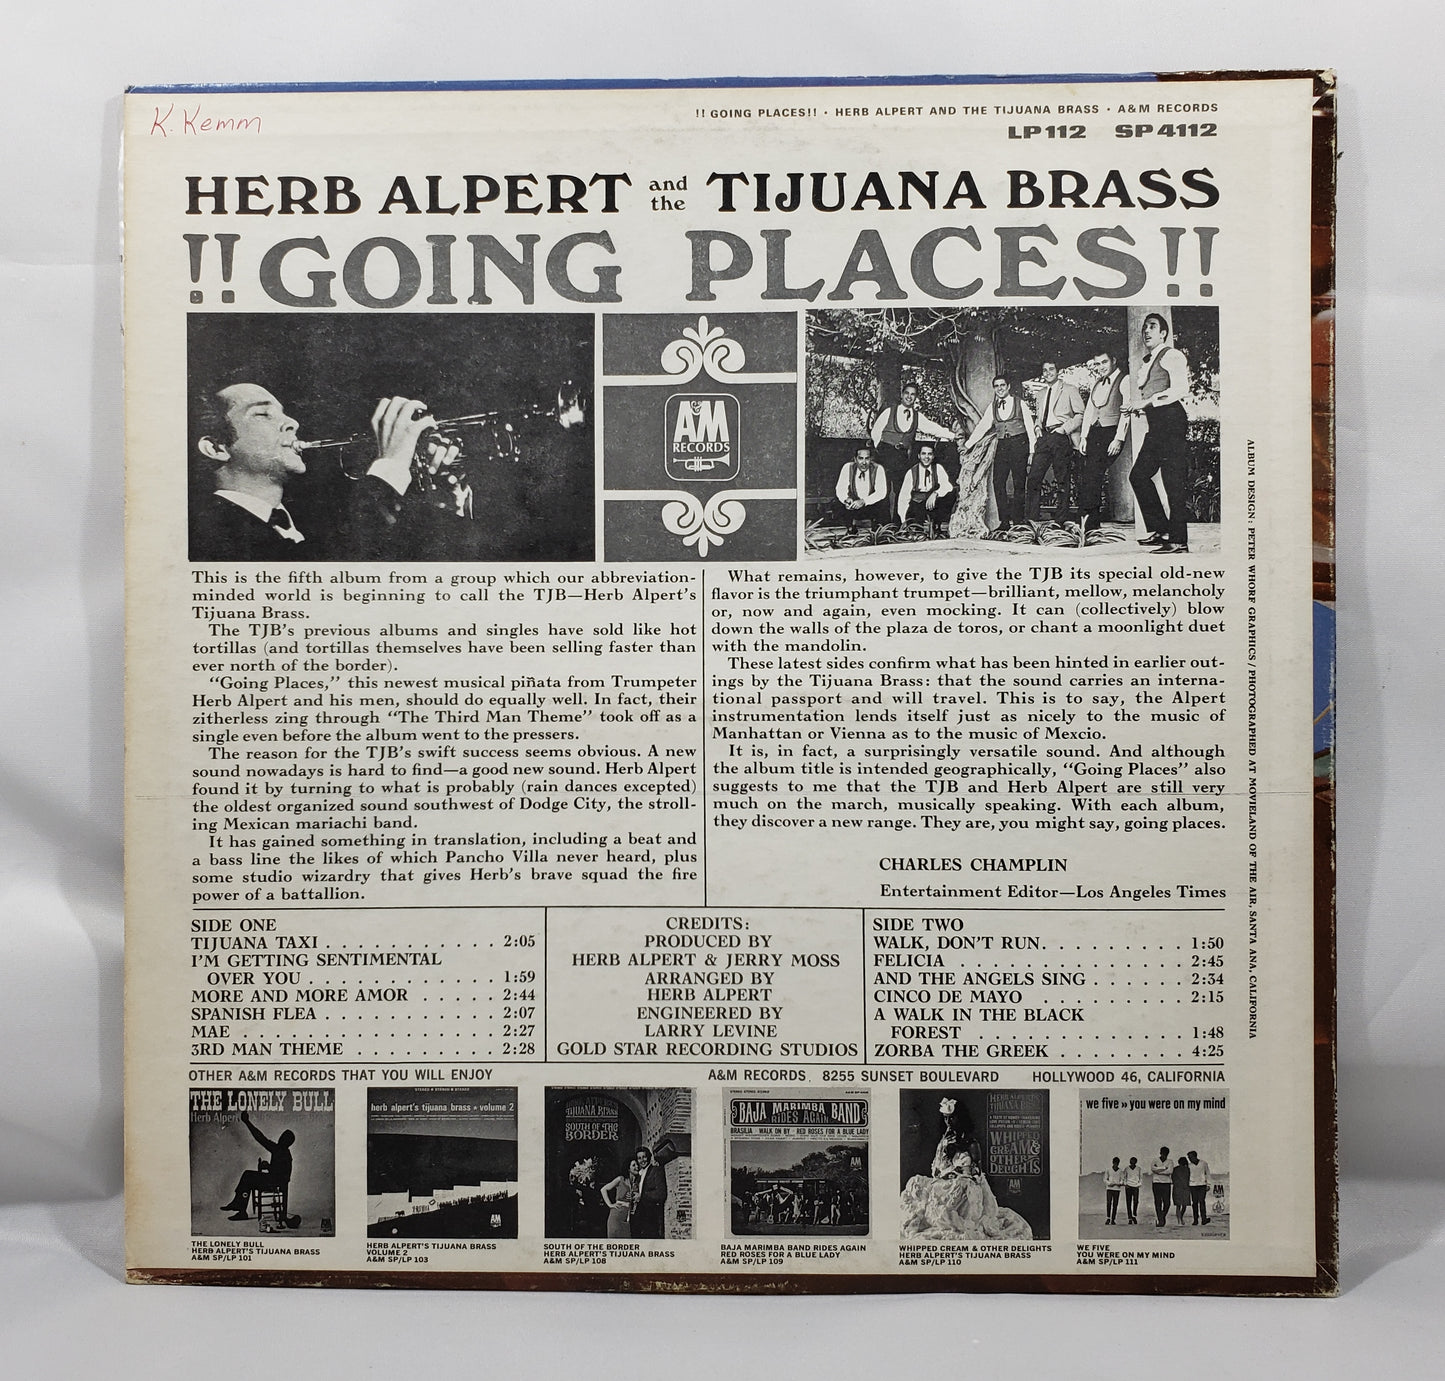 K. Kemm
!! GOING PLACES!! · HERB ALPERT AND THE TIJUANA BRASS · A&M RECORDS
LP 112 SP 4112
HERB ALPERT and the TIJUANA BRASS
!!GOING PLACES!!
A&M
RECORDS
This is the fifth album from a group which our abbreviation-
minded world is beginning to call the TJB—Herb Alpert's
Tijuana Brass.
The TJB's previous albums and singles have sold like hot
tortillas (and tortillas themselves have been selling faster than
ever north of the border).
"Going Places," this newest musical piñata from Trumpeter
Herb Alpert and his men, should do equally well. In fact, their
zitherless zing through "The Third Man Theme" took off as a
single even before the album went to the pressers.
The reason for the TJB's swift success seems obvious. A new
sound nowadays is hard to find—a good new sound. Herb Alpert
found it by turning to what is probably (rain dances excepted)
the oldest organized sound southwest of Dodge City, the stroll-
ing Mexican mariachi band.
It has gained something in translation, including a beat and
a bass line the likes of which Pancho Villa never heard, plus
some studio wizardry that gives Herb's brave squad the fire
power of a battallion.
What remains, however, to give the TJB its special old-new
flavor is the triumphant trumpet—brilliant, mellow, melancholy
or, now and again, even mocking. It can (collectively) blow
down the walls of the plaza de toros, or chant a moonlight duet
with the mandolin.
These latest sides confirm what has been hinted in earlier out-
ings by the Tijuana Brass: that the sound carries an interna-
tional passport and will travel. This is to say, the Alpert
instrumentation lends itself just as nicely to the music of
Manhattan or Vienna as to the music of Mexcio.
It is, in fact, a surprisingly versatile sound. And although
the album title is intended geographically, "Going Places" also
suggests to me that the TJB and Herb Alpert are still very
much on the march, musically speaking. With each album,
they discover a new range. They are, you might say, going places.
CHARLES CHAMPLIN
Entertainment Editor—Los Angeles Times
ALBUM DESIGN: PETER WHORF GRAPHICS / PHOTOGRAPHED AT MOVIELAND OF THE AIR, SANTA ANA, CALIFORNIA
SIDE ONE
TIJUANA TAXI . . . . . . . . . . . 2:05
I'M GETTING SENTIMENTAL
OVER YOU . . . . . . . . . . . . 1:59
MORE AND MORE AMOR . . . . . 2:44
SPANISH FLEA . . . . . . . . . . . 2:07
MAE . . . . . . . . . . . . . . . . 2:27
3RD MAN THEME . . . . . . . . . 2:28
CREDITS:
PRODUCED BY
HERB ALPERT & JERRY MOSS
ARRANGED BY
HERB ALPERT
ENGINEERED BY
LARRY LEVINE
GOLD STAR RECORDING STUDIOS
SIDE TWO
WALK, DON'T RUN. . . . . . . . . 1:50
FELICIA . . . . . . . . . . . . . . 2:45
AND THE ANGELS SING . . . . . . 2:34
CINCO DE MAYO . . . . . . . . . 2:15
A WALK IN THE BLACK
FOREST . . . . . . . . . . . . . 1:48
ZORBA THE GREEK . . . . . . . . 4:25
OTHER A&M RECORDS THAT YOU WILL ENJOY
A&M RECORDS, 8255 SUNSET BOULEVARD HOLLYWOOD 46, CALIFORNIA
THE LONELY BULL
Herb Alpert
THE LONELY BULL
HERB ALPERT'S TIJUANA BRASS
A&M SP/LP 101
herb alpert's tijuana brass • volume 2
HERB ALPERT'S TIJUANA BRASS
VOLUME 2
A&M SP/LP 103
TIJUANA BRASS
SOUTH OF THE
BORDER
SOUTH OF THE BORDER
HERB ALPERT'S TIJUANA BRASS
A&M SP/LP 108
BAJA MARIMBA BAND
RIDES AGAIN
BRASILIA WALK ON BY RED ROSES FOR A BLUE LADY
BAJA MARIMBA BAND RIDES AGAIN
RED ROSES FOR A BLUE LADY
A&M SP/LP 109
HERB ALPERT'S
TIJUANA BRASS
WHIPPED
CREAM &
OTHER
DELIGHTS
WHIPPED CREAM & OTHER DELIGHTS
HERB ALPERT'S TIJUANA BRASS
A&M SP/LP 110
we five » you were on my mind
WE FIVE
YOU WERE ON MY MIND
A&M SP/LP 111